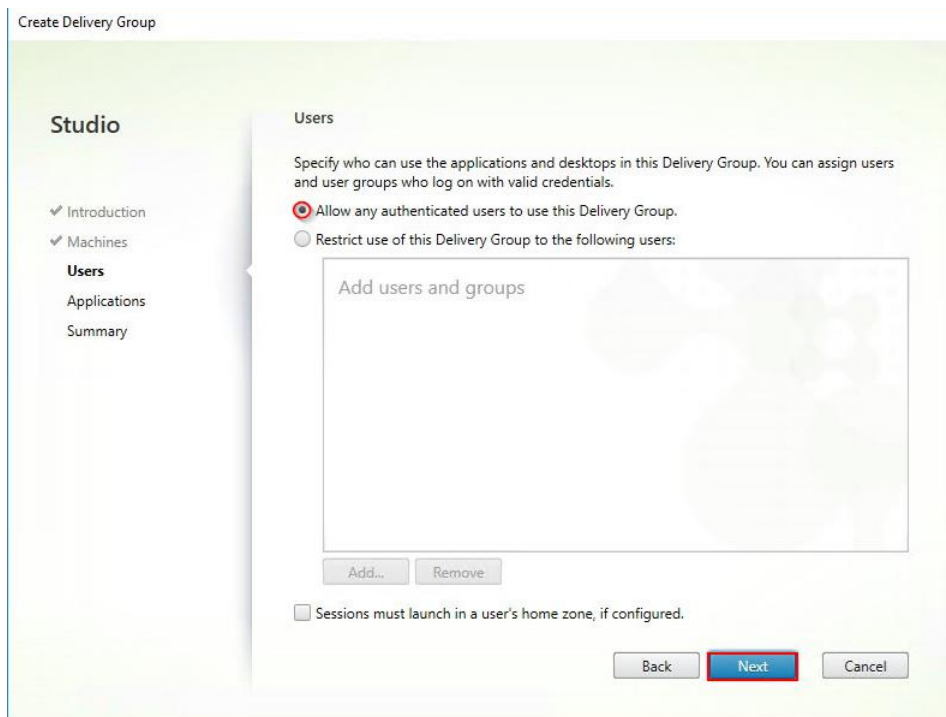 Create Delivery Group
Studio
Introduction
Machines
Users
Applications
Summary
Users
Specify who can use the applications and desktops in this Delivery Group. You can assign users
and user groups who log on with valid credentials.
Allow any authenticated users to use this Delivery Group.
Restrict use of this Delivery Group to the following users:
Add users and groups
Add...
Remove
Sessions must launch in a user's home zone, if configured.
Back
Next
Cancel